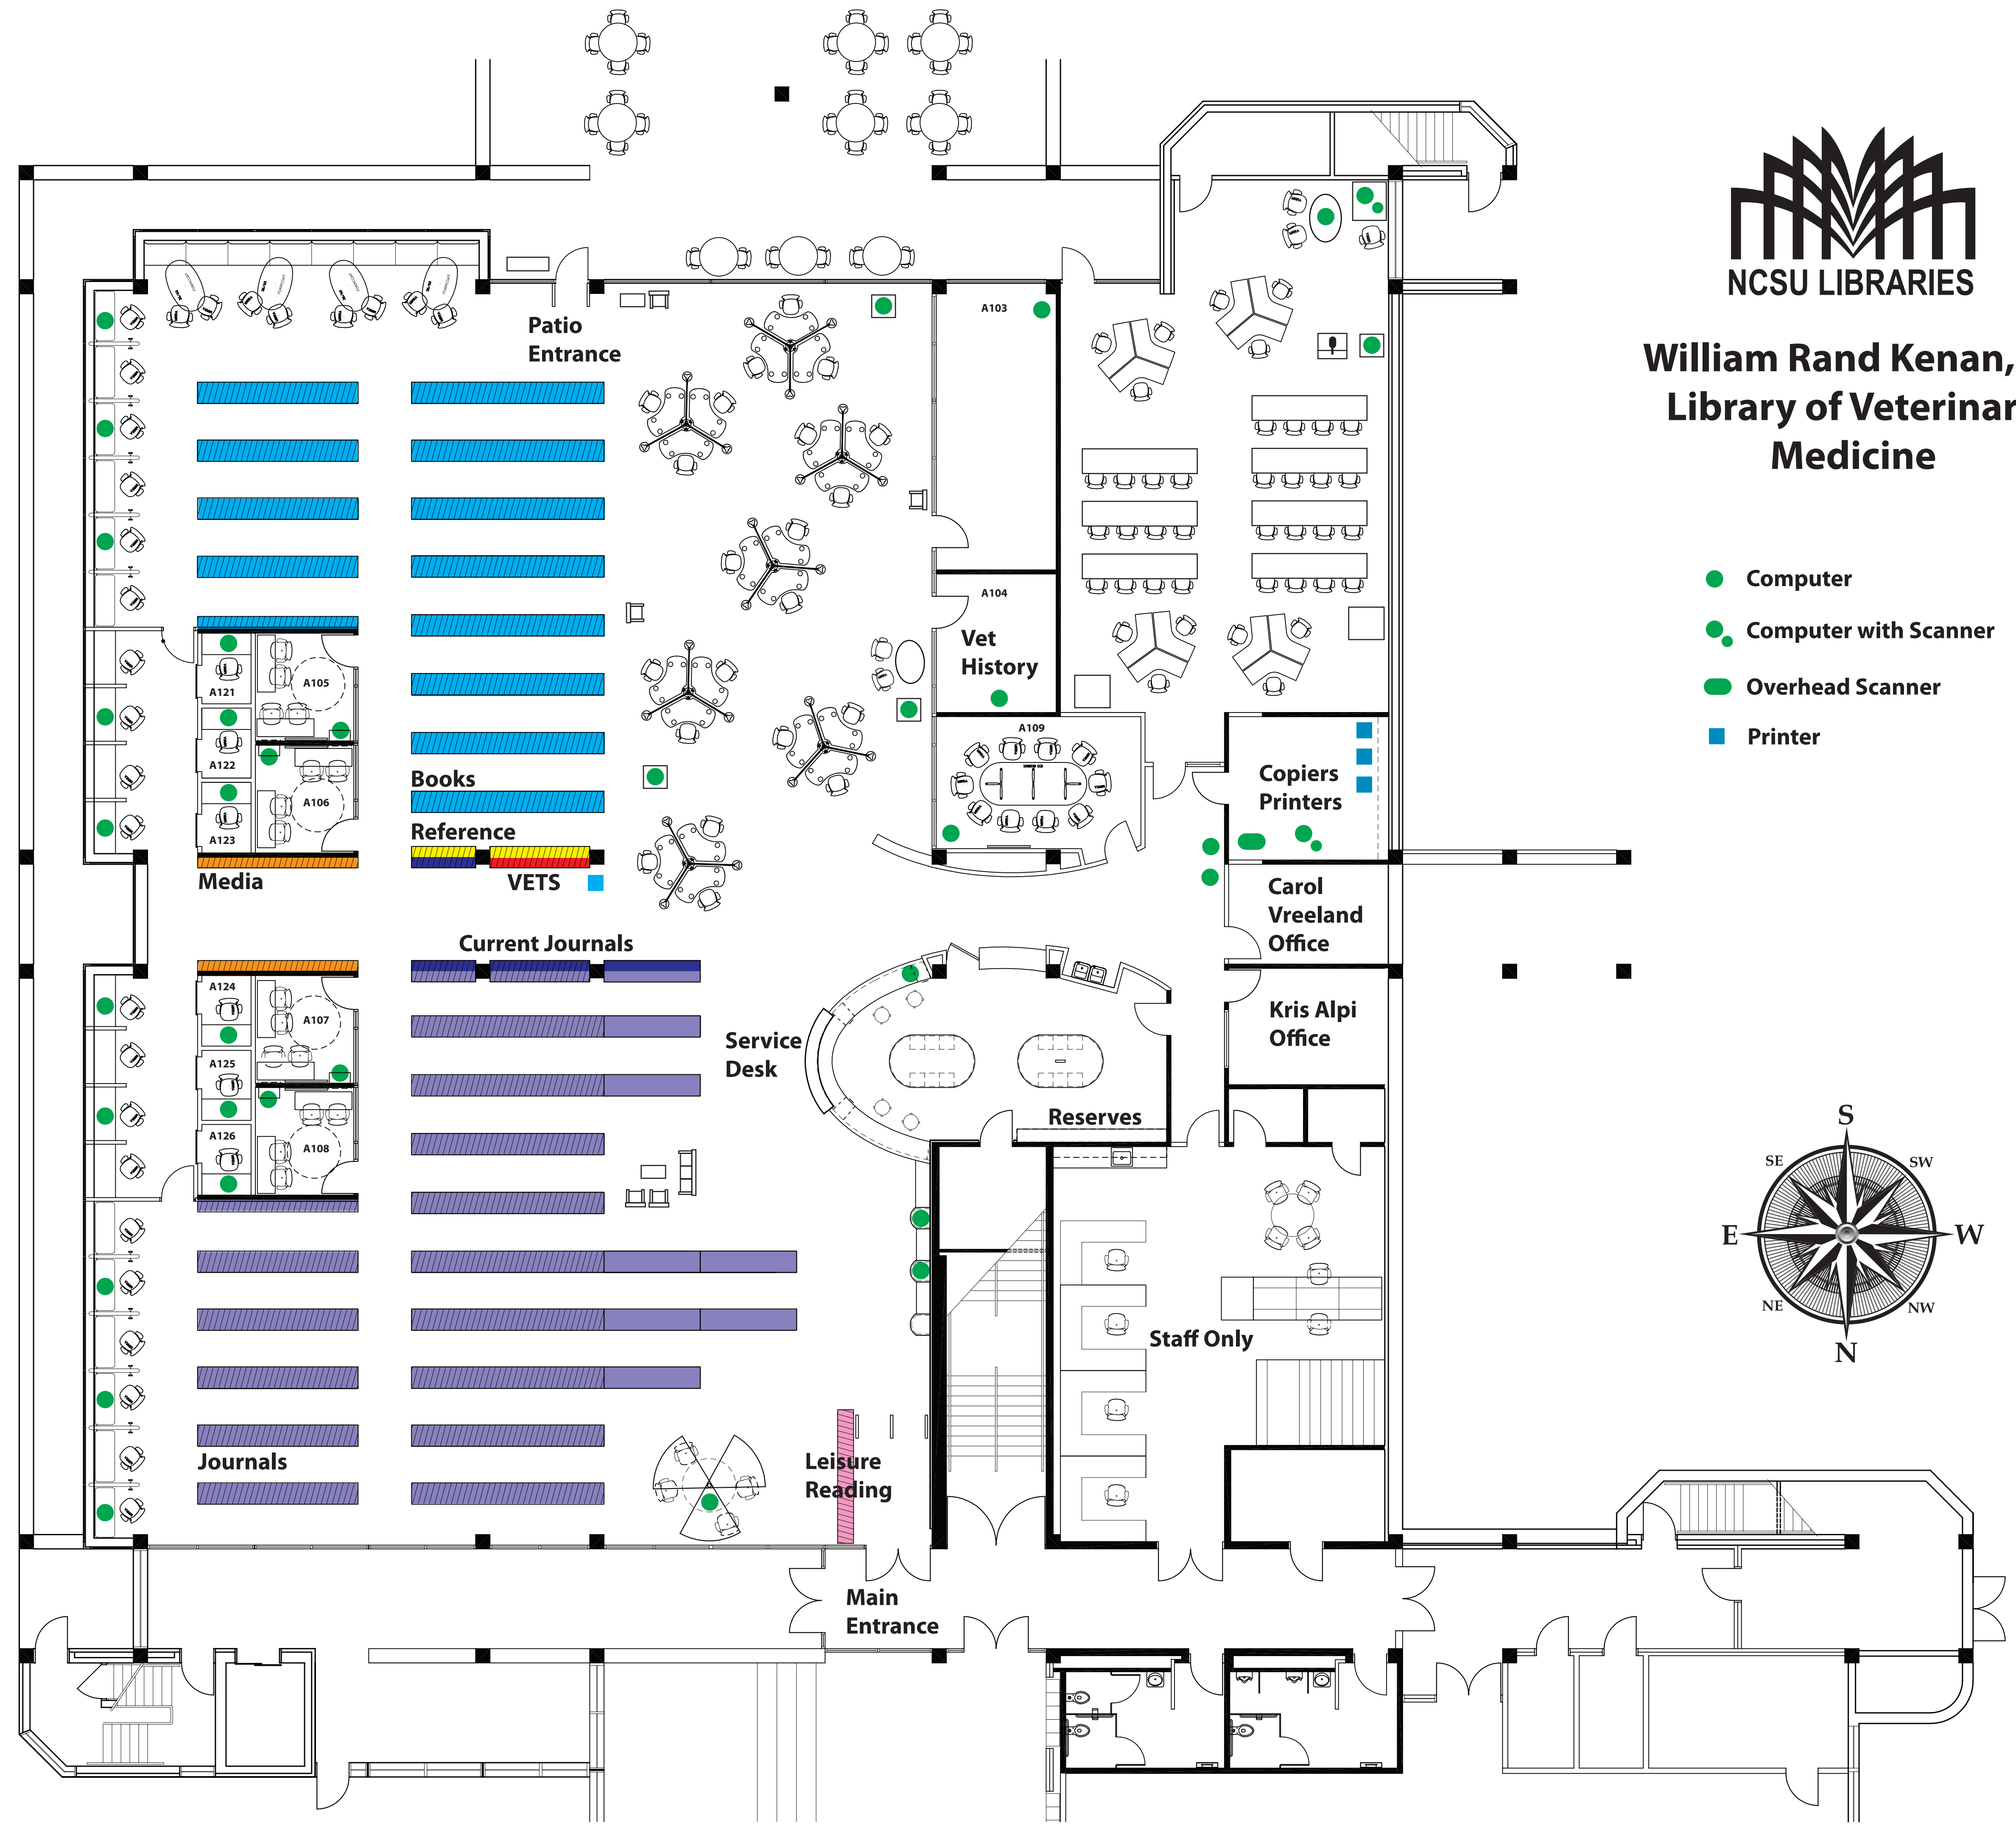 NCSU LIBRARIES
William Rand Kenan,
Library of Veterinar
Medicine
Computer
Computer with Scanner
Overhead Scanner
Printer
Patio
Entrance
A103
A104
Vet
History
A109
Copiers
Printers
A105
A121
A122
A106
A123
Books
Reference
Media
VETS
Carol
Vreeland
Office
Current Journals
A124
A107
A125
A126
A108
Service
Desk
Kris Alpi
Office
Reserves
Staff Only
Journals
Leisure
Reading
Main
Entrance
S
SE
SW
E
W
NE
NW
N